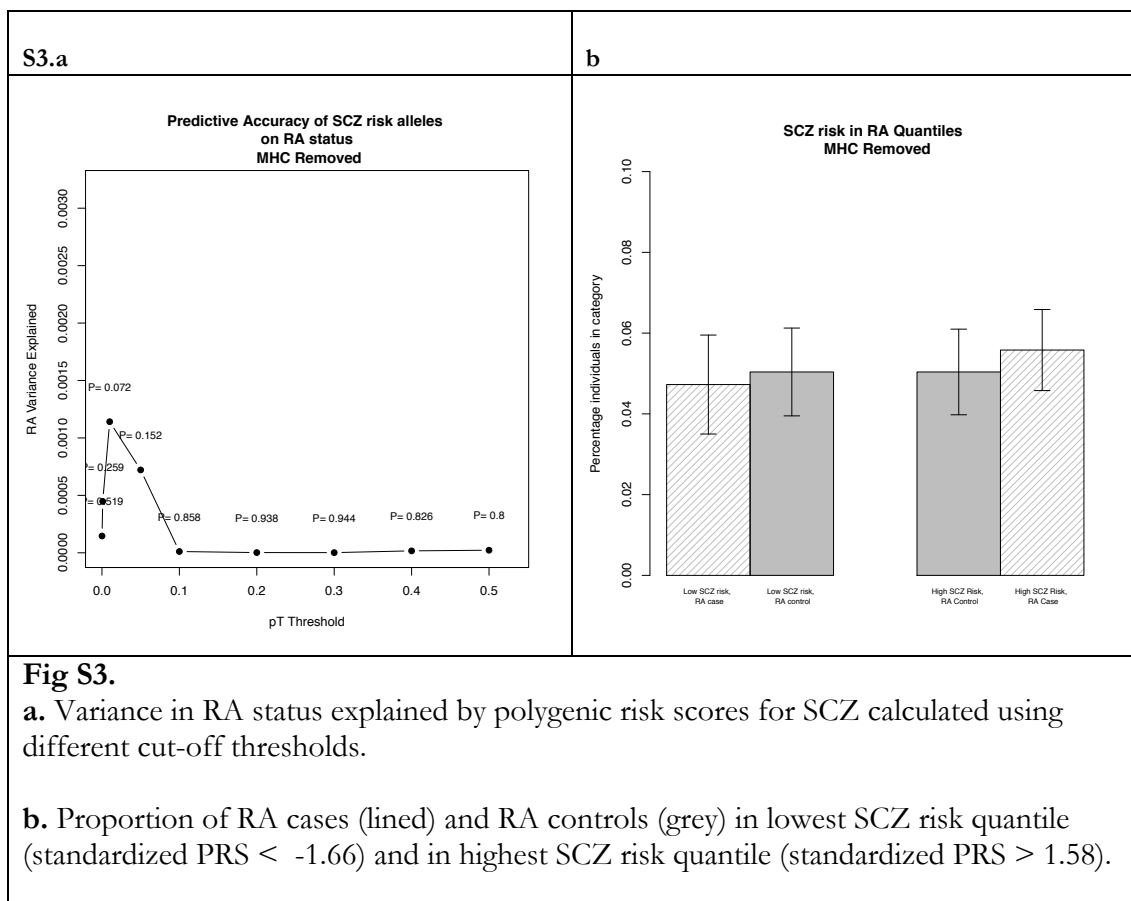 S3.a
b
Predictive Accuracy of SCZ risk alleles
on RA status
MHC Removed
RA Variance Explained
0.0030
0.0025
0.0020
0.0015
0.0010
0.0005
0.0000
P= 0.072
P= 0.152
P= 0.259
P= 0.519
P= 0.858
P= 0.938
P= 0.944
P= 0.826
P= 0.8
0.0 0.1 0.2 0.3 0.4 0.5
pT Threshold
SCZ risk in RA Quantiles
MHC Removed
Percentage individuals in category
0.10
0.08
0.06
0.04
0.02
0.00
Low SCZ risk,
RA case
Low SCZ risk,
RA control
High SCZ Risk,
RA Control
High SCZ Risk,
RA Case
Fig S3.
a. Variance in RA status explained by polygenic risk scores for SCZ calculated using
different cut-off thresholds.
b. Proportion of RA cases (lined) and RA controls (grey) in lowest SCZ risk quantile
(standardized PRS < -1.66) and in highest SCZ risk quantile (standardized PRS > 1.58).